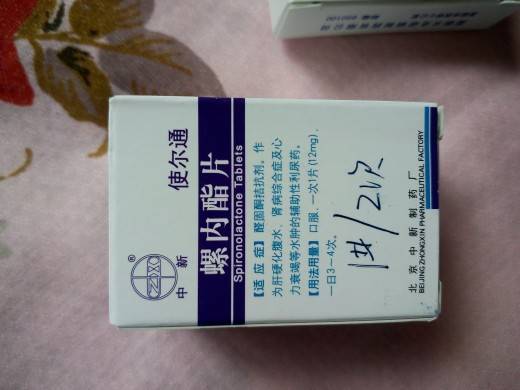 使尔通
中新
螺内酯片
Spironolactone Tablets
【适 应 症】醛固酮拮抗剂。作
为肝硬化腹水、肾病综合症及心
力衰竭等水肿的辅助性利尿药。
【用法用量】口服,一次1片(12mg),
一日3~4次。
北京中新制药厂
BEIJING ZHONGXIN PHARMACEUTICAL FACTORY